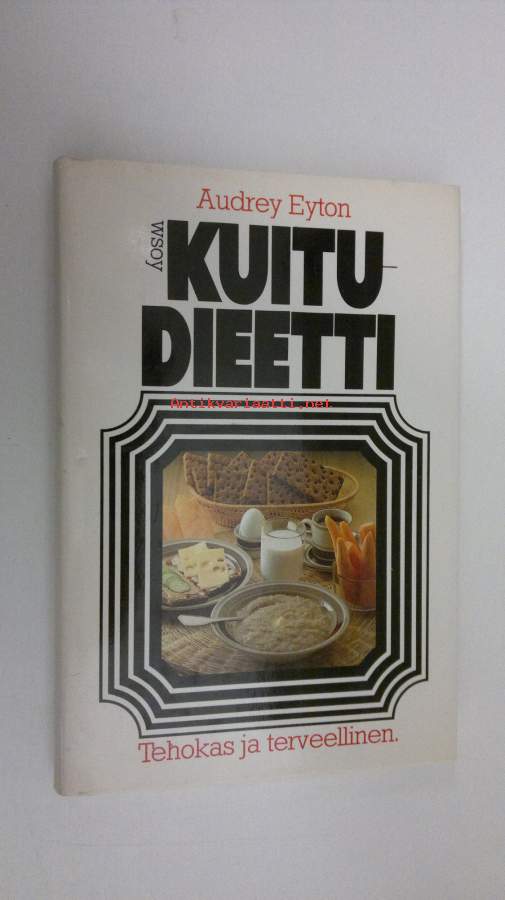 Audrey Eyton
wsoy
KUITU-
DIEETTI
Antikvariaatti.net
Tehokas ja terveellinen.